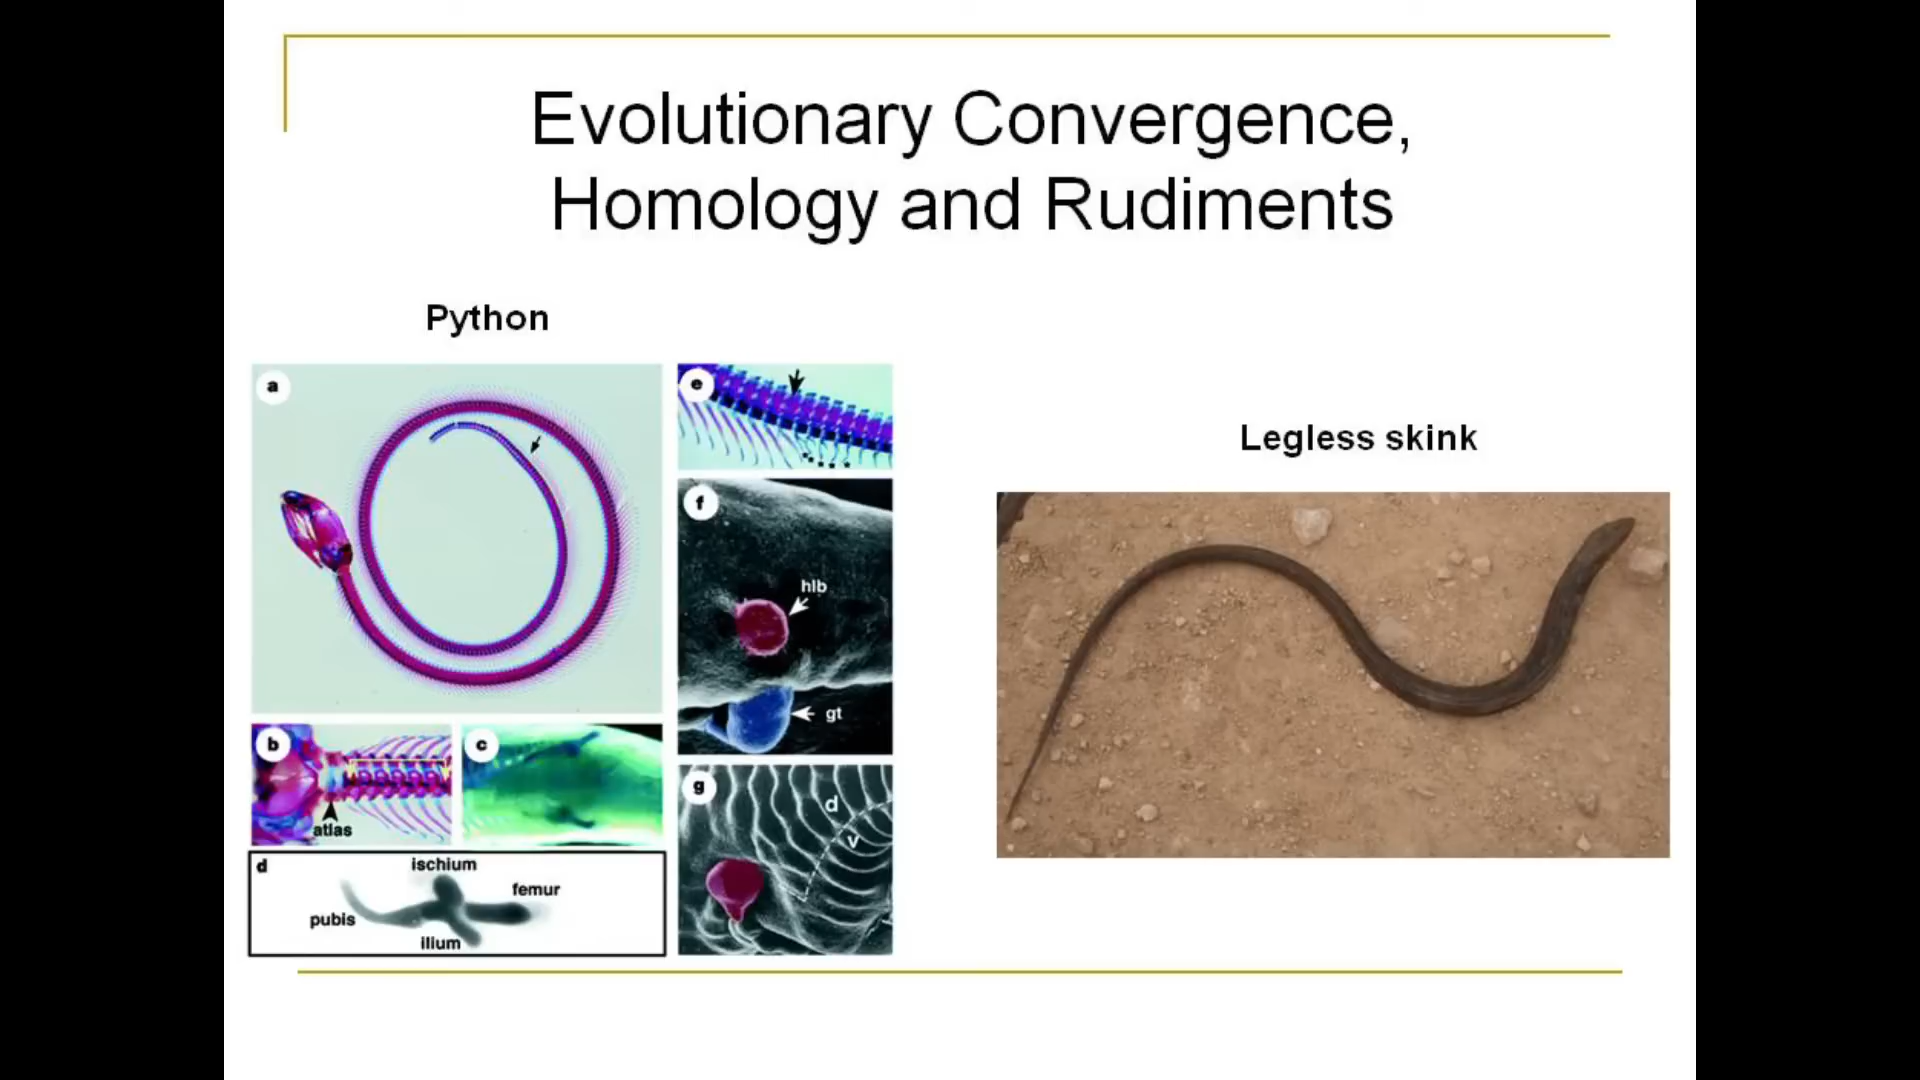 Evolutionary Convergence,
Homology and Rudiments
Python
a
e
f
hlb
gt
b
atlas
c
g
d
v
d
ischium
femur
pubis
ilium
Legless skink